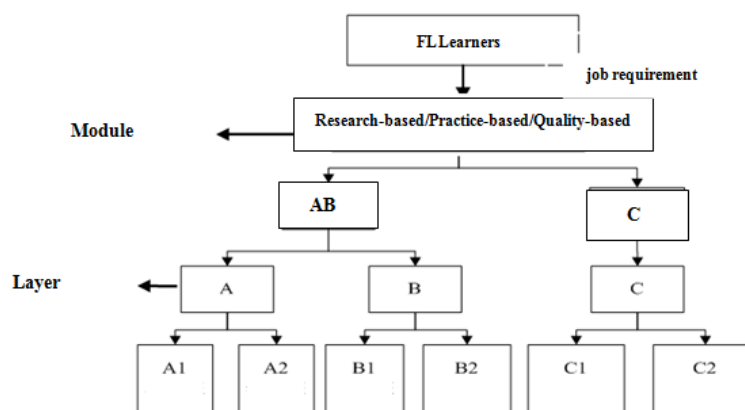 FL Learners
job requirement
Research-based/Practice-based/Quality-based
Module
AB
C
Layer
A
B
C
A1
A2
B1
B2
C1
C2